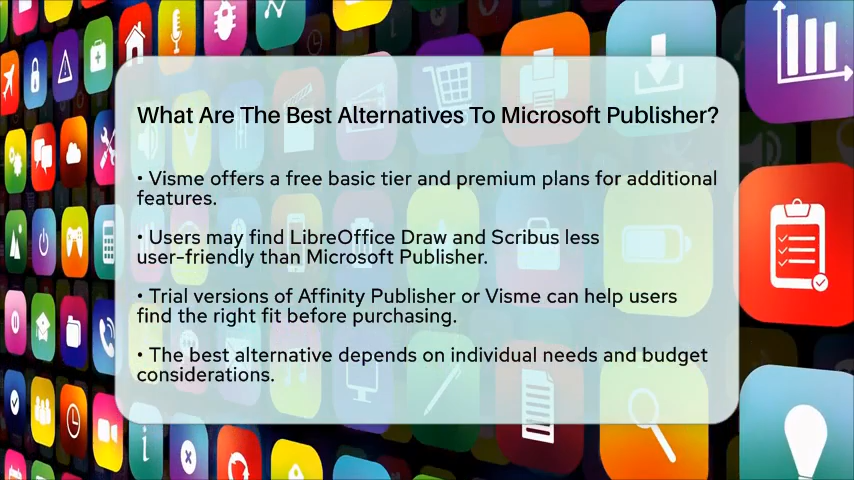 What Are The Best Alternatives To Microsoft Publisher?
• Visme offers a free basic tier and premium plans for additional
features.
• Users may find LibreOffice Draw and Scribus less
user-friendly than Microsoft Publisher.
• Trial versions of Affinity Publisher or Visme can help users
find the right fit before purchasing.
• The best alternative depends on individual needs and budget
considerations.